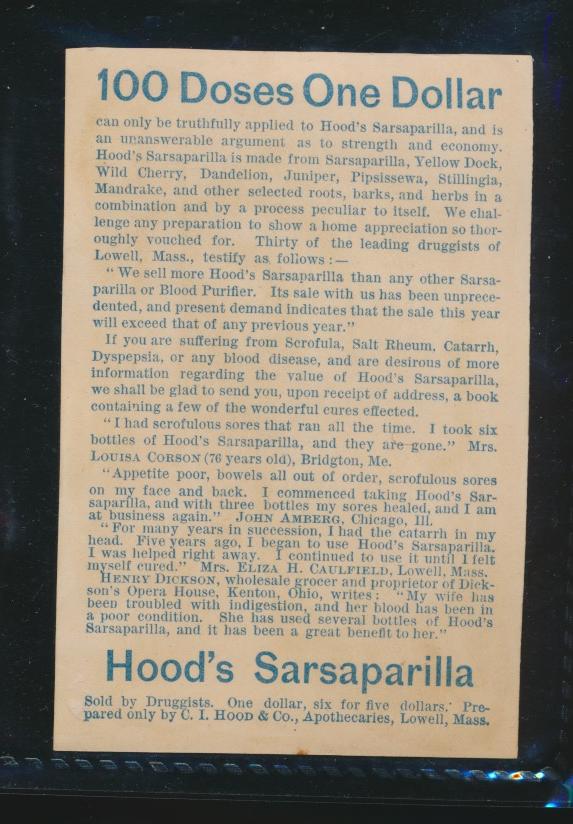 100 Doses One Dollar
can only be truthfully applied to Hood's Sarsaparilla, and is
an unanswerable argument as to strength and economy.
Hood's Sarsaparilla is made from Sarsaparilla, Yellow Dock,
Wild Cherry, Dandelion, Juniper, Pipsissewa, Stillingia,
Mandrake, and other selected roots, barks, and herbs in a
combination and by a process peculiar to itself. We chal-
lenge any preparation to show a home appreciation so thor-
oughly vouched for. Thirty of the leading druggists of
Lowell, Mass., testify as follows:—
"We sell more Hood's Sarsaparilla than any other Sarsa-
parilla or Blood Purifier. Its sale with us has been unprece-
dented, and present demand indicates that the sale this year
will exceed that of any previous year."
If you are suffering from Scrofula, Salt Rheum, Catarrh,
Dyspepsia, or any blood disease, and are desirous of more
information regarding the value of Hood's Sarsaparilla,
we shall be glad to send you, upon receipt of address, a book
containing a few of the wonderful cures effected.
"I had scrofulous sores that ran all the time. I took six
bottles of Hood's Sarsaparilla, and they are gone." Mrs.
LOUISA CORSON (76 years old), Bridgton, Me.
"Appetite poor, bowels all out of order, scrofulous sores
on my face and back. I commenced taking Hood's Sar-
saparilla, and with three bottles my sores healed, and I am
at business again." JOHN AMBERG, Chicago, Ill.
"For many years in succession, I had the catarrh in my
head. Five years ago, I began to use Hood's Sarsaparilla.
I was helped right away. I continued to use it until I felt
myself cured." Mrs. ELIZA H. CAULFIELD, Lowell, Mass.
HENRY DICKSON, wholesale grocer and proprietor of Dick-
son's Opera House, Kenton, Ohio, writes: "My wife has
been troubled with indigestion, and her blood has been in
a poor condition. She has used several bottles of Hood's
Sarsaparilla, and it has been a great benefit to her."
Hood's Sarsaparilla
Sold by Druggists. One dollar, six for five dollars. Pre-
pared only by C. I. HOOD & Co., Apothecaries, Lowell, Mass.